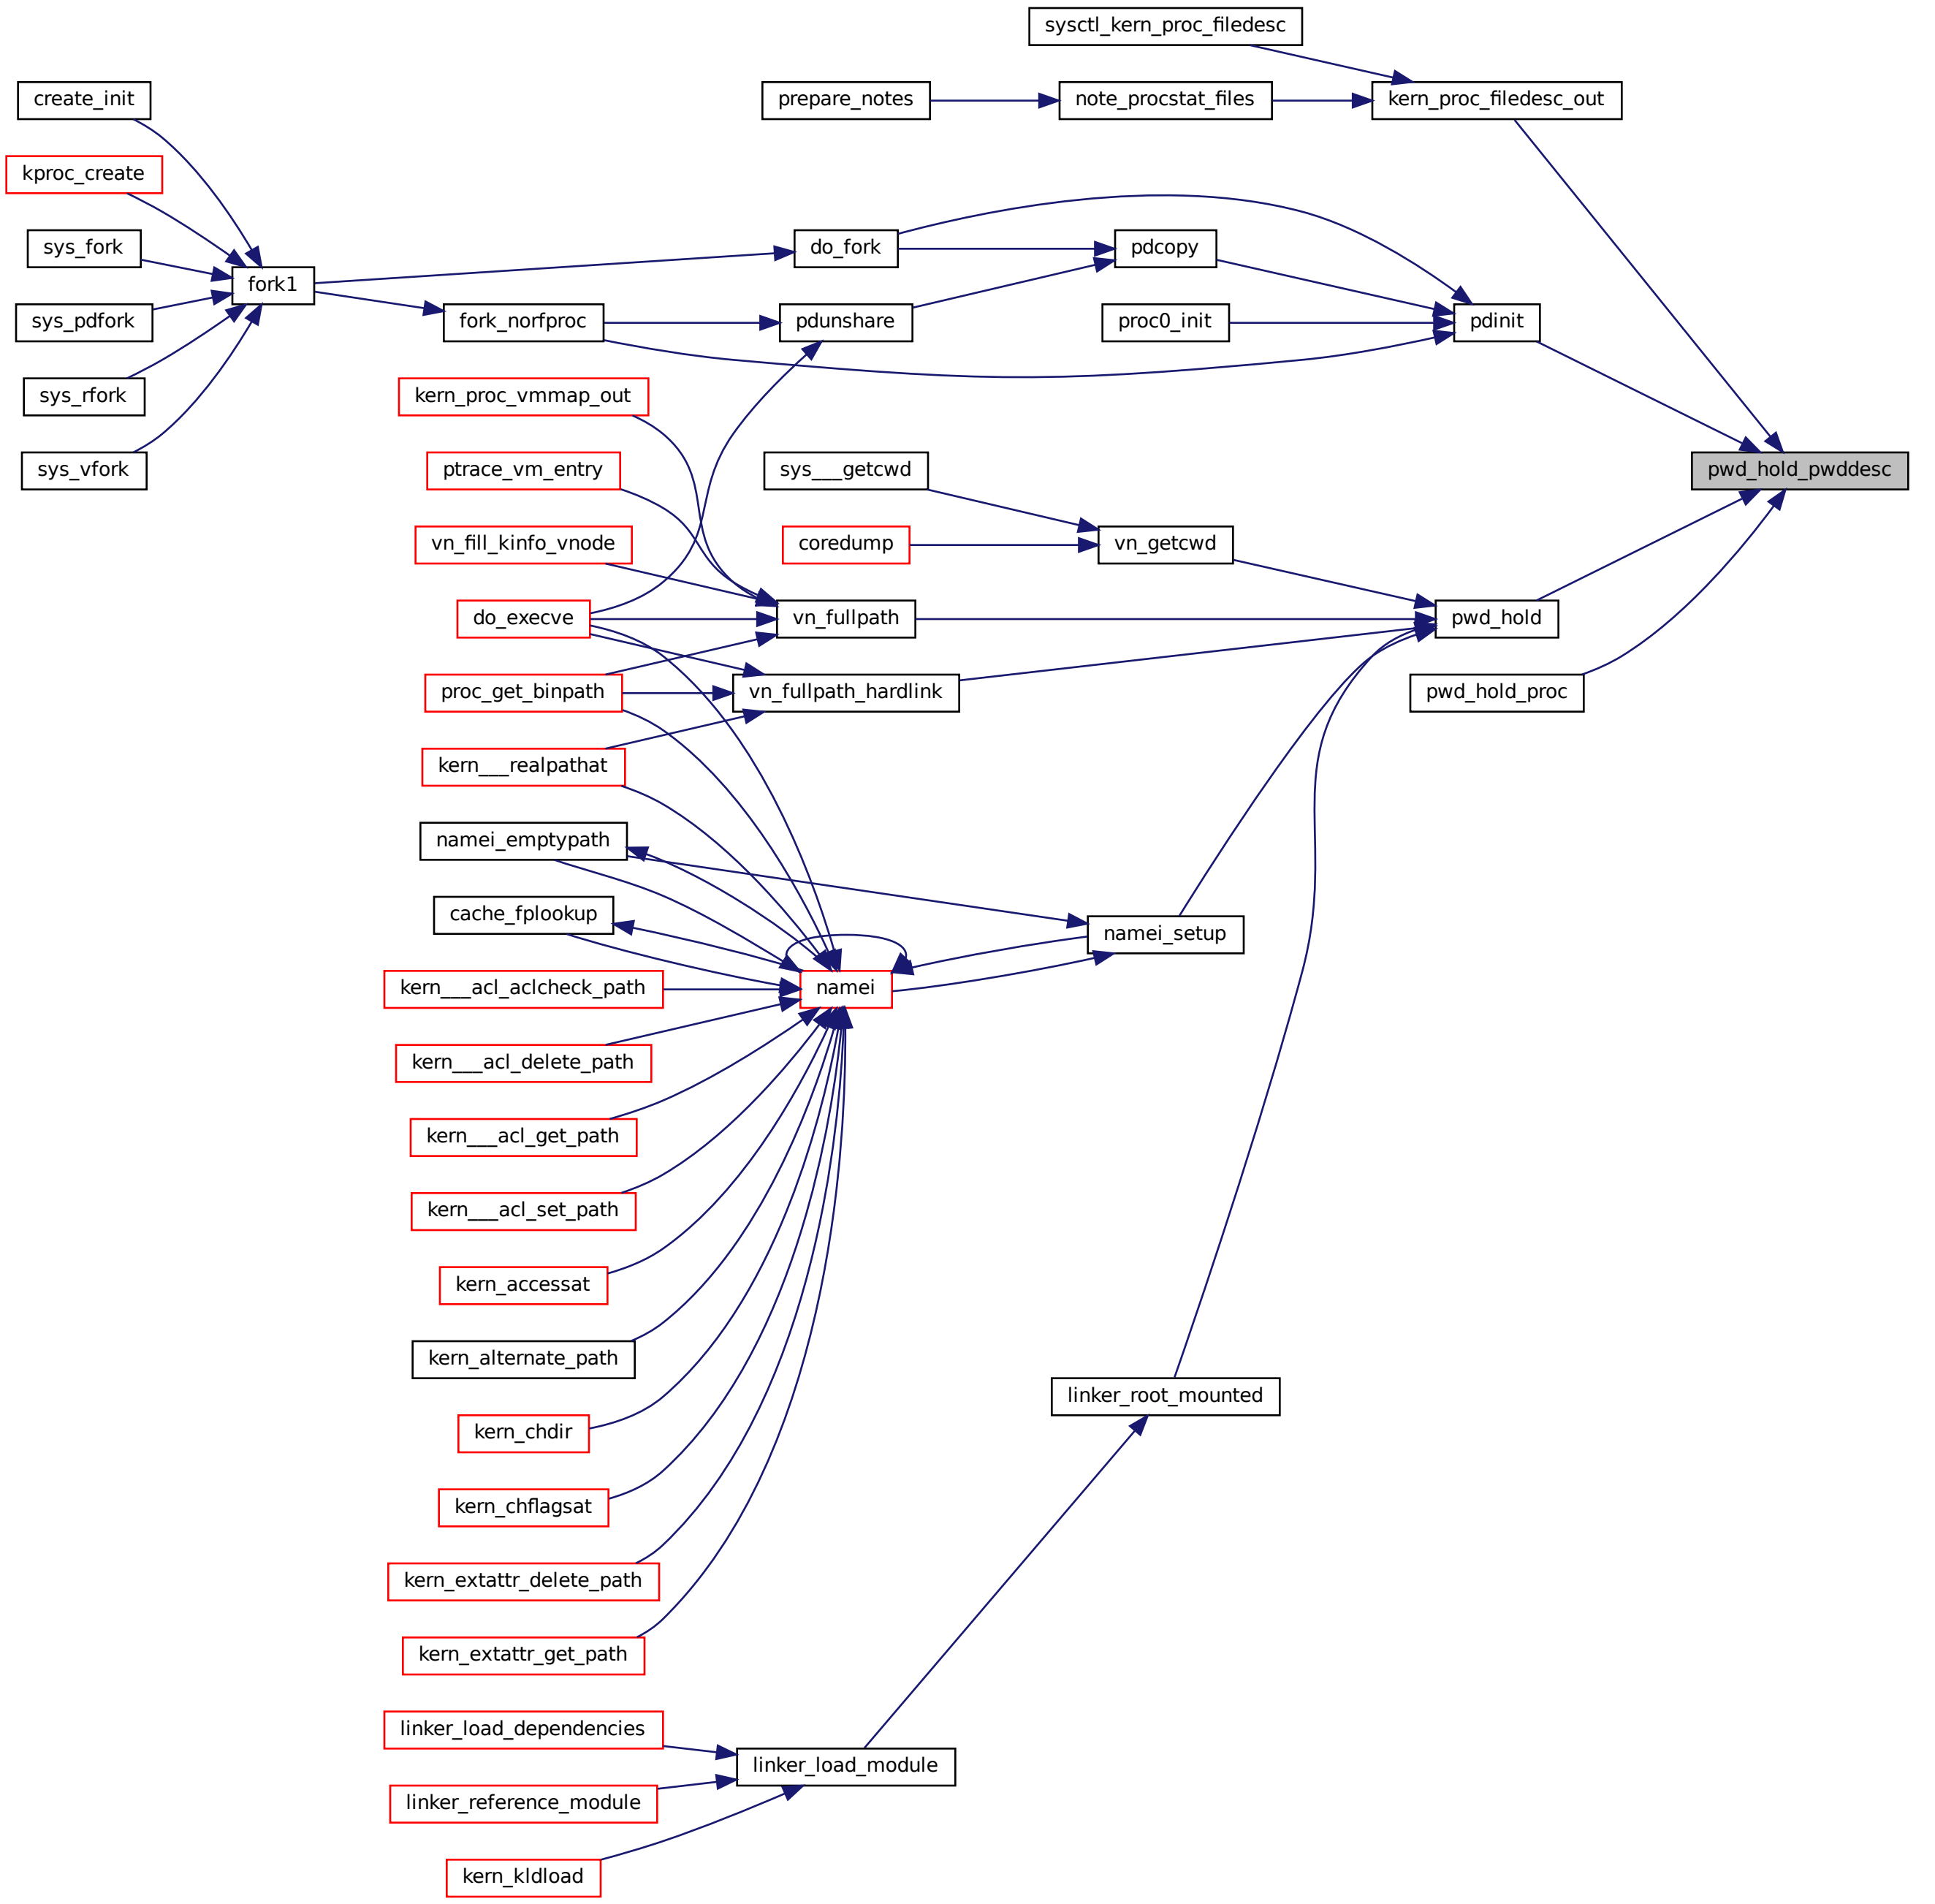 sysctl_kern_proc_filedesc
create_init
prepare_notes
note_procstat_files
kern_proc_filedesc_out
kproc_create
sys_fork
do_fork
pdcopy
fork1
sys_pdfork
fork_norfproc
pdunshare
proc0_init
pdinit
sys_rfork
kern_proc_vmmap_out
sys_vfork
ptrace_vm_entry
sys___getcwd
pwd_hold_pwddesc
vn_fill_kinfo_vnode
coredump
vn_getcwd
do_execve
vn_fullpath
pwd_hold
proc_get_binpath
vn_fullpath_hardlink
pwd_hold_proc
kern___realpathat
namei_emptypath
cache_fplookup
namei_setup
kern___acl_aclcheck_path
namei
kern___acl_delete_path
kern___acl_get_path
kern___acl_set_path
kern_accessat
kern_alternate_path
linker_root_mounted
kern_chdir
kern_chflagsat
kern_extattr_delete_path
kern_extattr_get_path
linker_load_dependencies
linker_load_module
linker_reference_module
kern_kldload